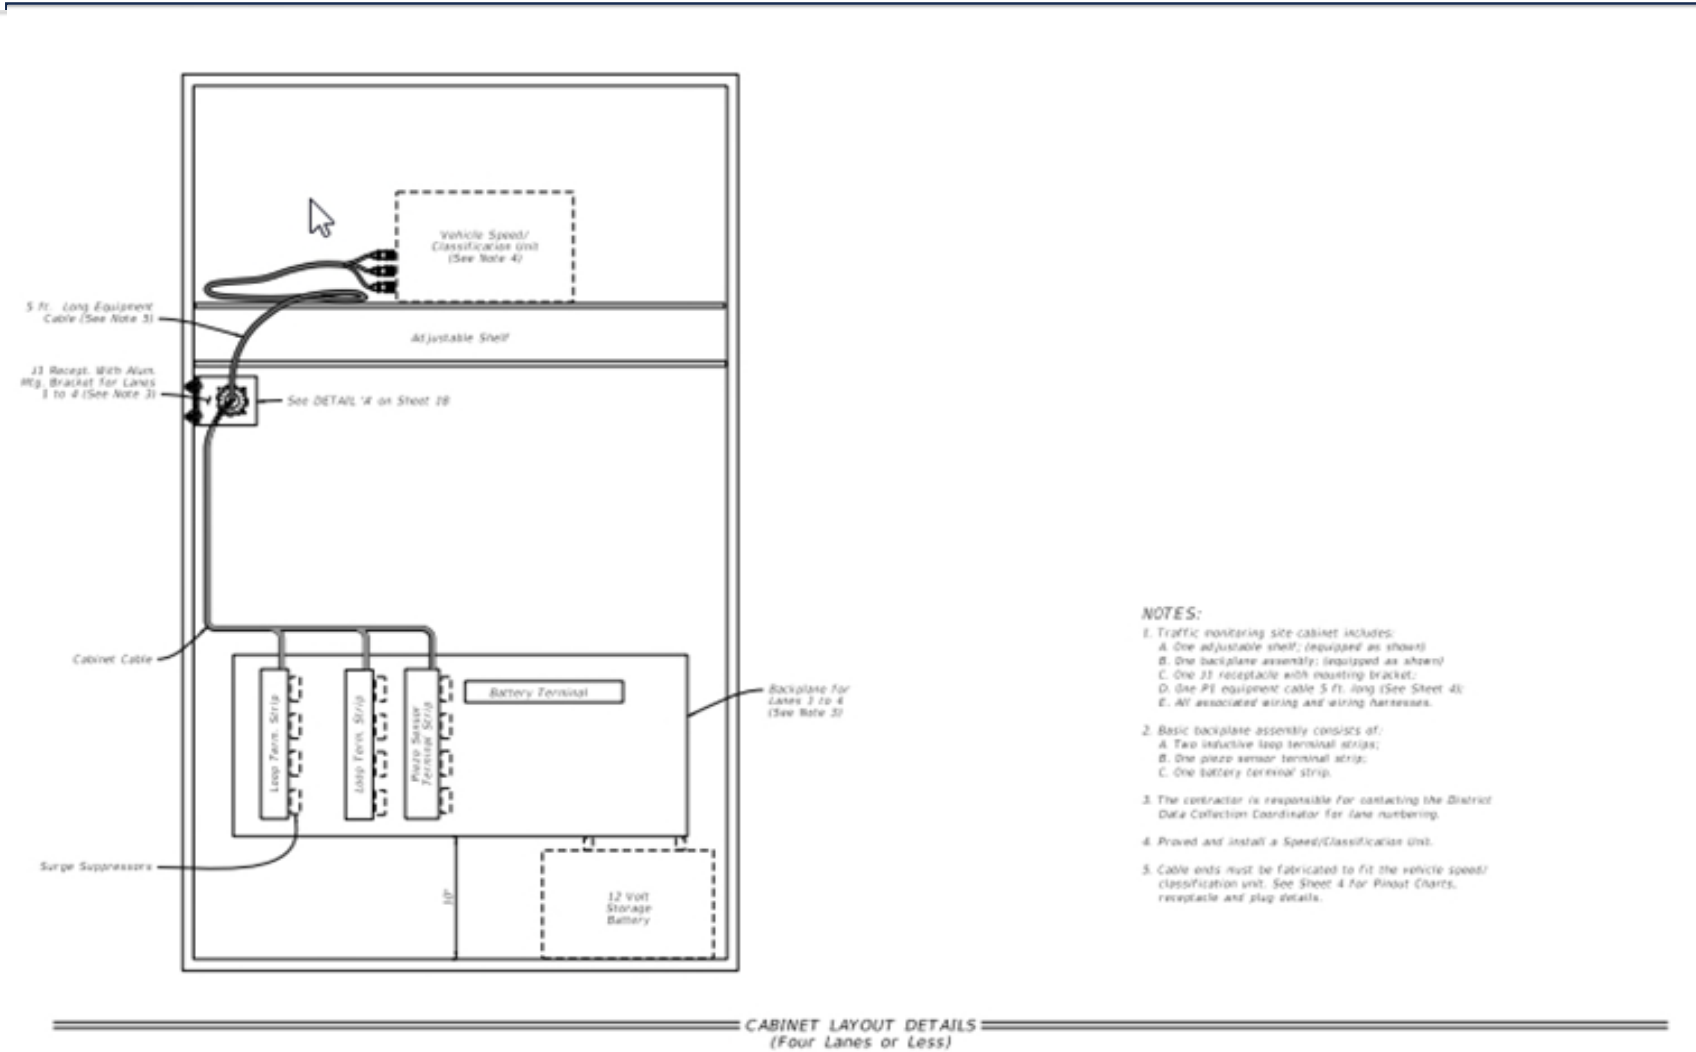 Vehicle Speed/
Classification Unit
(See Note 4)
5 ft. Long Equipment
Cable (See Note 5)
Adjustable Shelf
J1 Recept. With Alum.
Mtg. Bracket for Lanes
1 to 4 (See Note 3)
See DETAIL 'A' on Sheet 18
Cabinet Cable
Loop Term. Strip
Loop Term. Strip
Piezo Sensor
Terminal Strip
Battery Terminal
Backplane for
Lanes 1 to 4
(See Note 3)
Surge Suppressors
10"
12 Volt
Storage
Battery
NOTES:
1. Traffic monitoring site cabinet includes:
A. One adjustable shelf; (equipped as shown)
B. One backplane assembly; (equipped as shown)
C. One J1 receptacle with mounting bracket;
D. One P1 equipment cable 5 ft. long (See Sheet 4);
E. All associated wiring and wiring harnesses.
2. Basic backplane assembly consists of:
A. Two inductive loop terminal strips;
B. One piezo sensor terminal strip;
C. One battery terminal strip.
3. The contractor is responsible for contacting the District
Data Collection Coordinator for lane numbering.
4. Proved and install a Speed/Classification Unit.
5. Cable ends must be fabricated to fit the vehicle speed/
classification unit. See Sheet 4 for Pinout Charts,
receptacle and plug details.
CABINET LAYOUT DETAILS
(Four Lanes or Less)